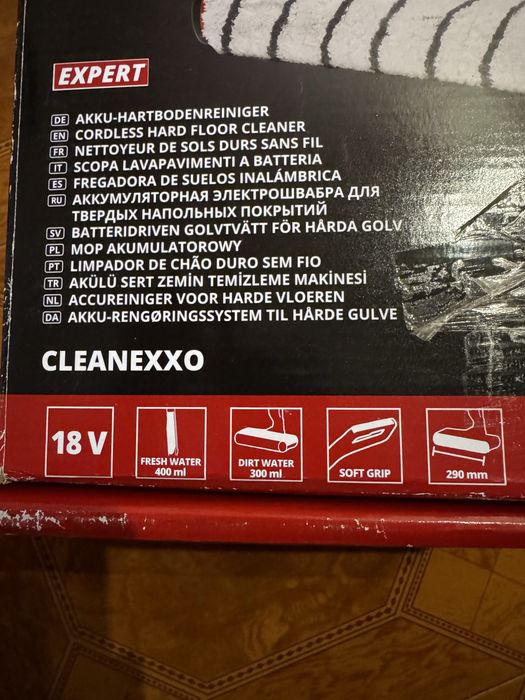 EXPERT
DE AKKU-HARTBODENREINIGER
EN CORDLESS HARD FLOOR CLEANER
FR NETTOYEUR DE SOLS DURS SANS FIL
IT SCOPA LAVAPAVIMENTI A BATTERIA
ES FREGADORA DE SUELOS INALÁMBRICA
RU АККУМУЛЯТОРНАЯ ЭЛЕКТРОШВАБРА ДЛЯ
ТВЕРДЫХ НАПОЛЬНЫХ ПОКРЫТИЙ
SV BATTERIDRIVEN GOLVTVÄTT FÖR HÅRDA GOLV
PL MOP AKUMULATOROWY
PT LIMPADOR DE CHÃO DURO SEM FIO
TR AKÜLÜ SERT ZEMİN TEMİZLEME MAKİNESİ
NL ACCUREINIGER VOOR HARDE VLOEREN
DA AKKU-RENGØRINGSSYSTEM TIL HÅRDE GULVE
CLEANEXXO
18 V
FRESH WATER
400 ml
DIRT WATER
300 ml
SOFT GRIP
290 mm